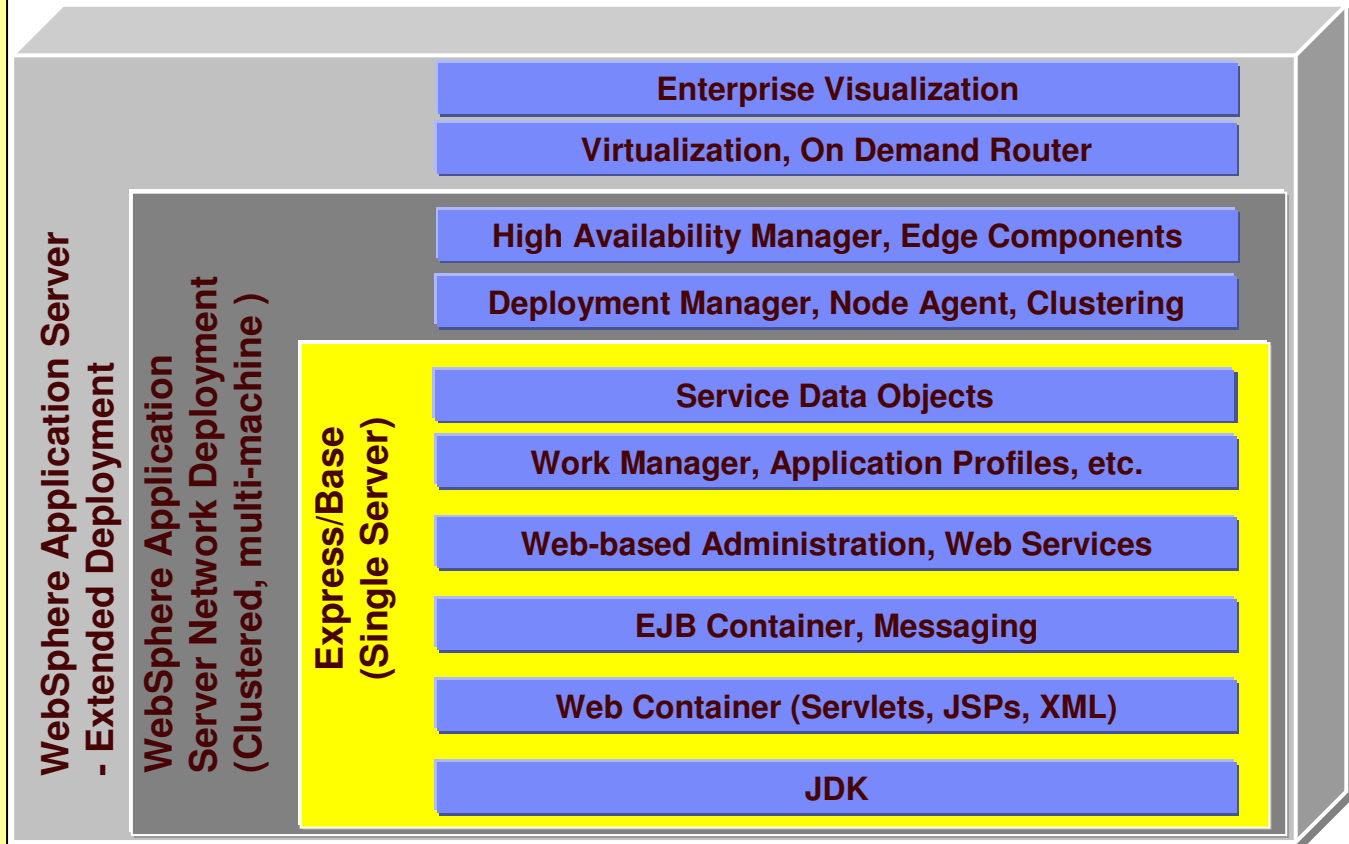 Enterprise Visualization
Virtualization, On Demand Router
High Availability Manager, Edge Components
Deployment Manager, Node Agent, Clustering
Service Data Objects
Work Manager, Application Profiles, etc.
Web-based Administration, Web Services
EJB Container, Messaging
Web Container (Servlets, JSPs, XML)
JDK
WebSphere Application Server
- Extended Deployment
WebSphere Application
Server Network Deployment
(Clustered, multi-machine )
Express/Base
(Single Server)